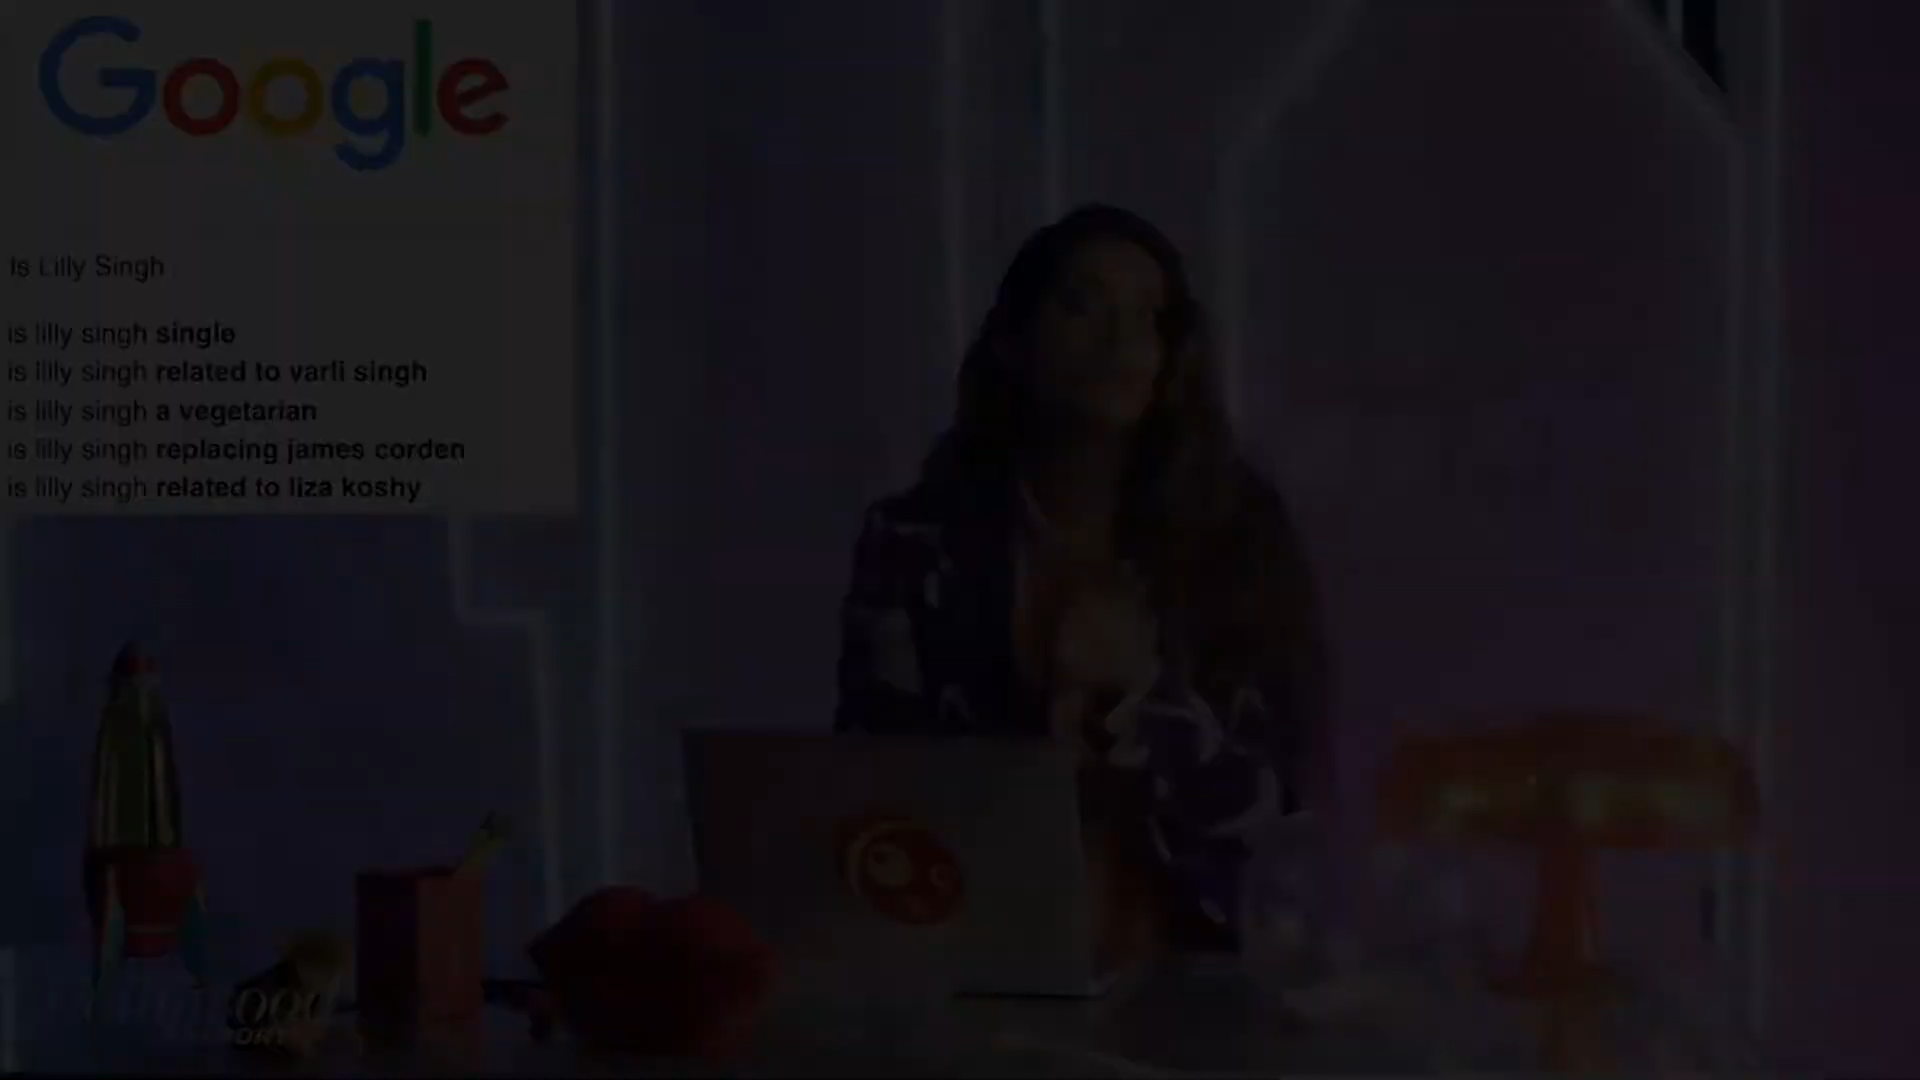 Google
Is Lilly Singh
is lilly singh single
is lilly singh related to varli singh
is lilly singh a vegetarian
is lilly singh replacing james corden
is lilly singh related to liza koshy
Hollywood